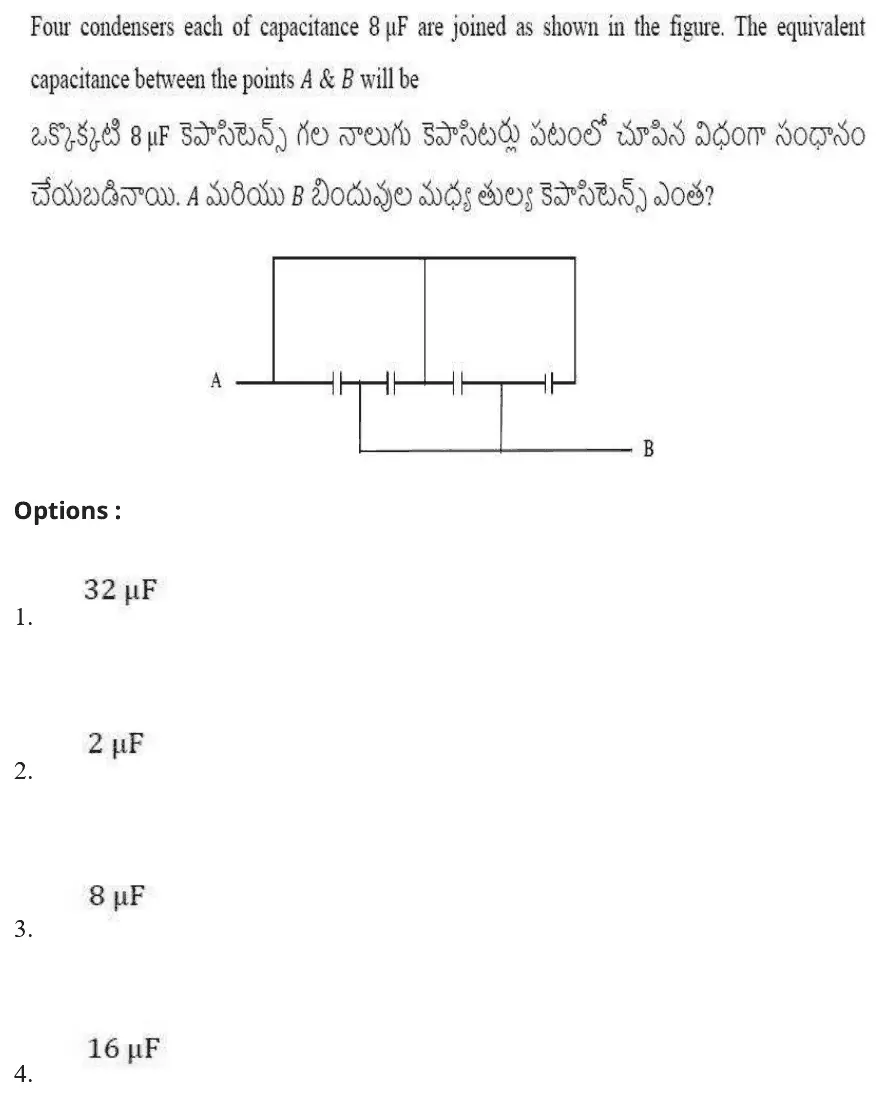 Four condensers each of capacitance 8 μF are joined as shown in the figure. The equivalent
capacitance between the points A & B will be
ఒక్కొక్కటి 8 μF కెపాసిటెన్స్ గల నాలుగు కెపాసిటర్లు పటంలో చూపిన విధంగా సంధానం
చేయబడినాయి. A మరియు B బిందువుల మధ్య తుల్య కెపాసిటెన్స్ ఎంత?
A
B
Options :
1. 32 μF
2. 2 μF
3. 8 μF
4. 16 μF